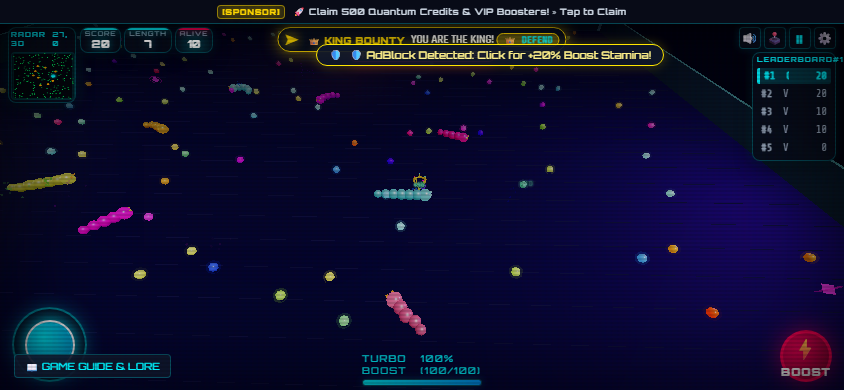 [SPONSOR] 🚀 Claim 500 Quantum Credits & VIP Boosters! » Tap to Claim
RADAR 27,
30 0
SCORE
20
LENGTH
7
ALIVE
10
KING BOUNTY YOU ARE THE KING! DEFEND
AdBlock Detected: Click for +20% Boost Stamina!
LEADERBOARD#1
#1 20
#2 V 20
#3 V 10
#4 V 10
#5 V 0
GAME GUIDE & LORE
TURBO 100%
BOOST (100/100)
BOOST